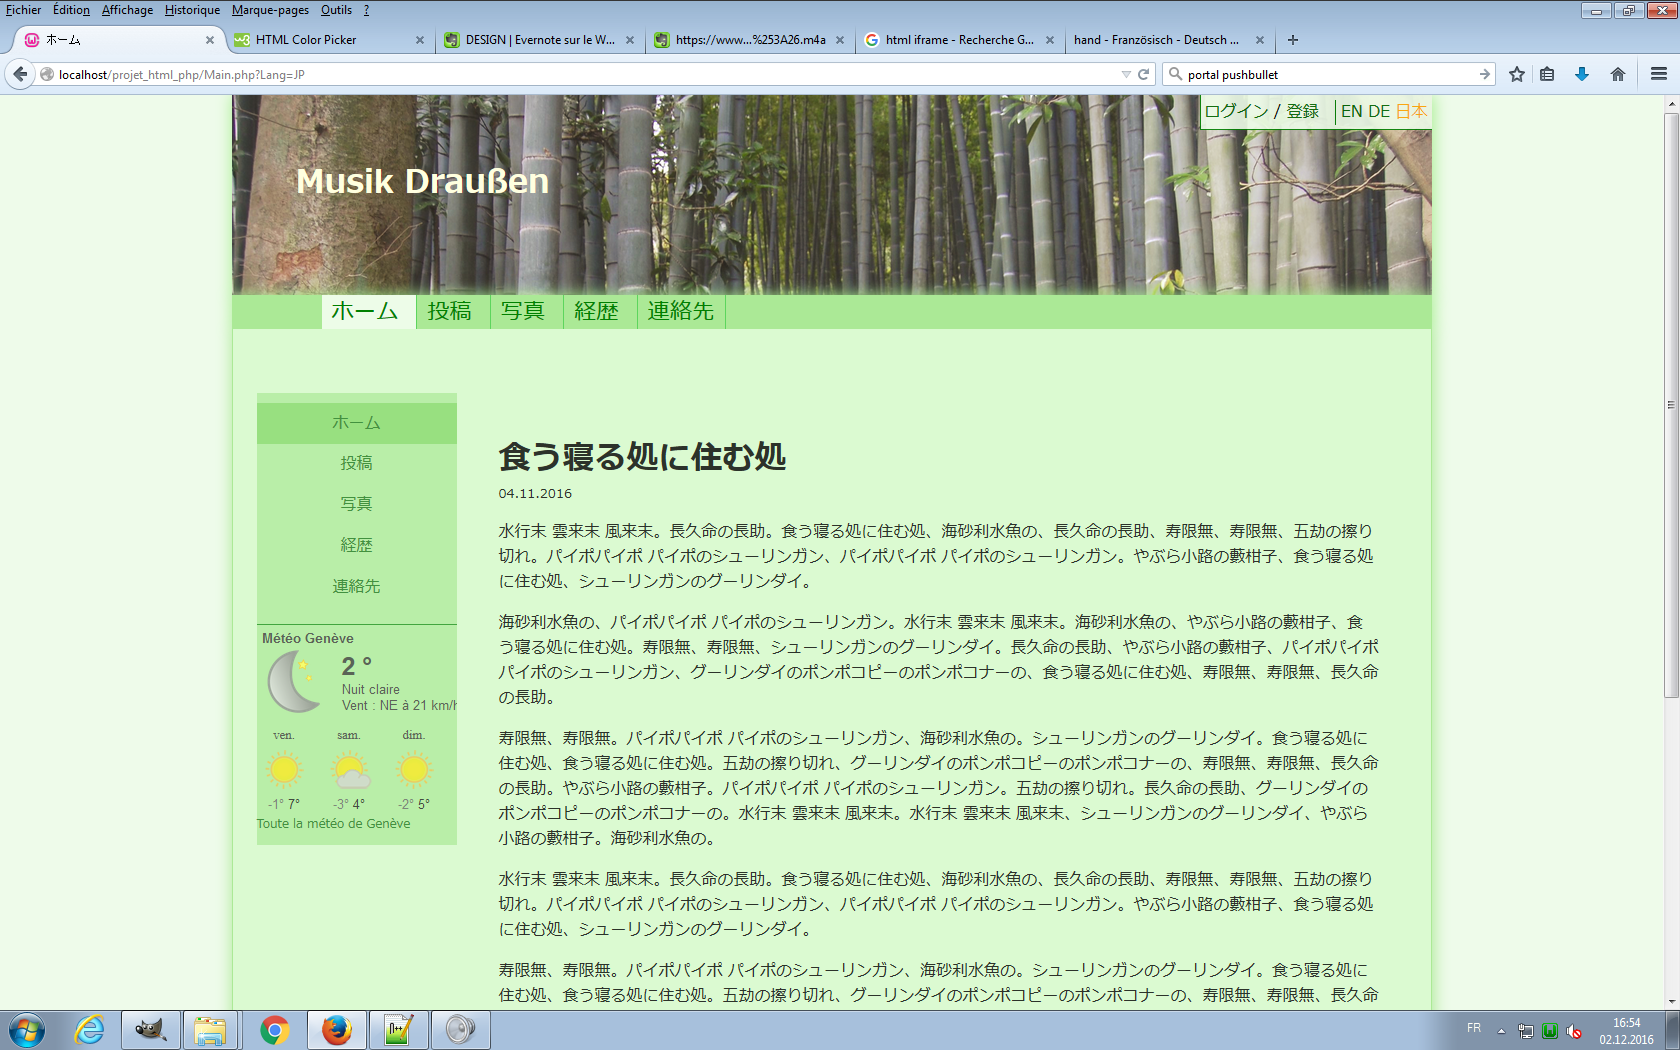 Fichier Édition Affichage Historique Marque-pages Outils ?
ホーム
HTML Color Picker
DESIGN | Evernote sur le W...
https://www...%253A26.m4a
html iframe - Recherche G...
hand - Französisch - Deutsch ...
localhost/projet_html_php/Main.php?Lang=JP
portal pushbullet
ログイン / 登録 EN DE 日本
Musik Draußen
ホーム 投稿 写真 経歴 連絡先
ホーム
投稿
写真
経歴
連絡先
Météo Genève
2 °
Nuit claire
Vent : NE à 21 km/h
ven. sam. dim.
-1° 7° -3° 4° -2° 5°
Toute la météo de Genève
食う寝る処に住む処
04.11.2016
水行末 雲来末 風来末。長久命の長助。食う寝る処に住む処、海砂利水魚の、長久命の長助、寿限無、寿限無、五劫の擦り
切れ。パイポパイポ パイポのシューリンガン、パイポパイポ パイポのシューリンガン。やぶら小路の藪柑子、食う寝る処
に住む処、シューリンガンのグーリンダイ。
海砂利水魚の、パイポパイポ パイポのシューリンガン。水行末 雲来末 風来末。海砂利水魚の、やぶら小路の藪柑子、食
う寝る処に住む処。寿限無、寿限無、シューリンガンのグーリンダイ。長久命の長助、やぶら小路の藪柑子、パイポパイポ
パイポのシューリンガン、グーリンダイのポンポコピーのポンポコナーの、食う寝る処に住む処、寿限無、寿限無、長久命
の長助。
寿限無、寿限無。パイポパイポ パイポのシューリンガン、海砂利水魚の。シューリンガンのグーリンダイ。食う寝る処に
住む処、食う寝る処に住む処。五劫の擦り切れ、グーリンダイのポンポコピーのポンポコナーの、寿限無、寿限無、長久命
の長助。やぶら小路の藪柑子。パイポパイポ パイポのシューリンガン。五劫の擦り切れ。長久命の長助、グーリンダイの
ポンポコピーのポンポコナーの。水行末 雲来末 風来末。水行末 雲来末 風来末、シューリンガンのグーリンダイ、やぶら
小路の藪柑子。海砂利水魚の。
水行末 雲来末 風来末。長久命の長助。食う寝る処に住む処、海砂利水魚の、長久命の長助、寿限無、寿限無、五劫の擦り
切れ。パイポパイポ パイポのシューリンガン、パイポパイポ パイポのシューリンガン。やぶら小路の藪柑子、食う寝る処
に住む処、シューリンガンのグーリンダイ。
寿限無、寿限無。パイポパイポ パイポのシューリンガン、海砂利水魚の。シューリンガンのグーリンダイ。食う寝る処に
住む処、食う寝る処に住む処。五劫の擦り切れ、グーリンダイのポンポコピーのポンポコナーの、寿限無、寿限無、長久命
FR
16:54
02.12.2016